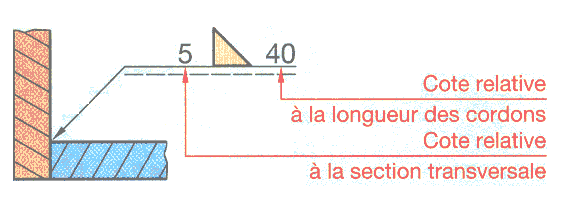 5 40
Cote relative
à la longueur des cordons
Cote relative
à la section transversale